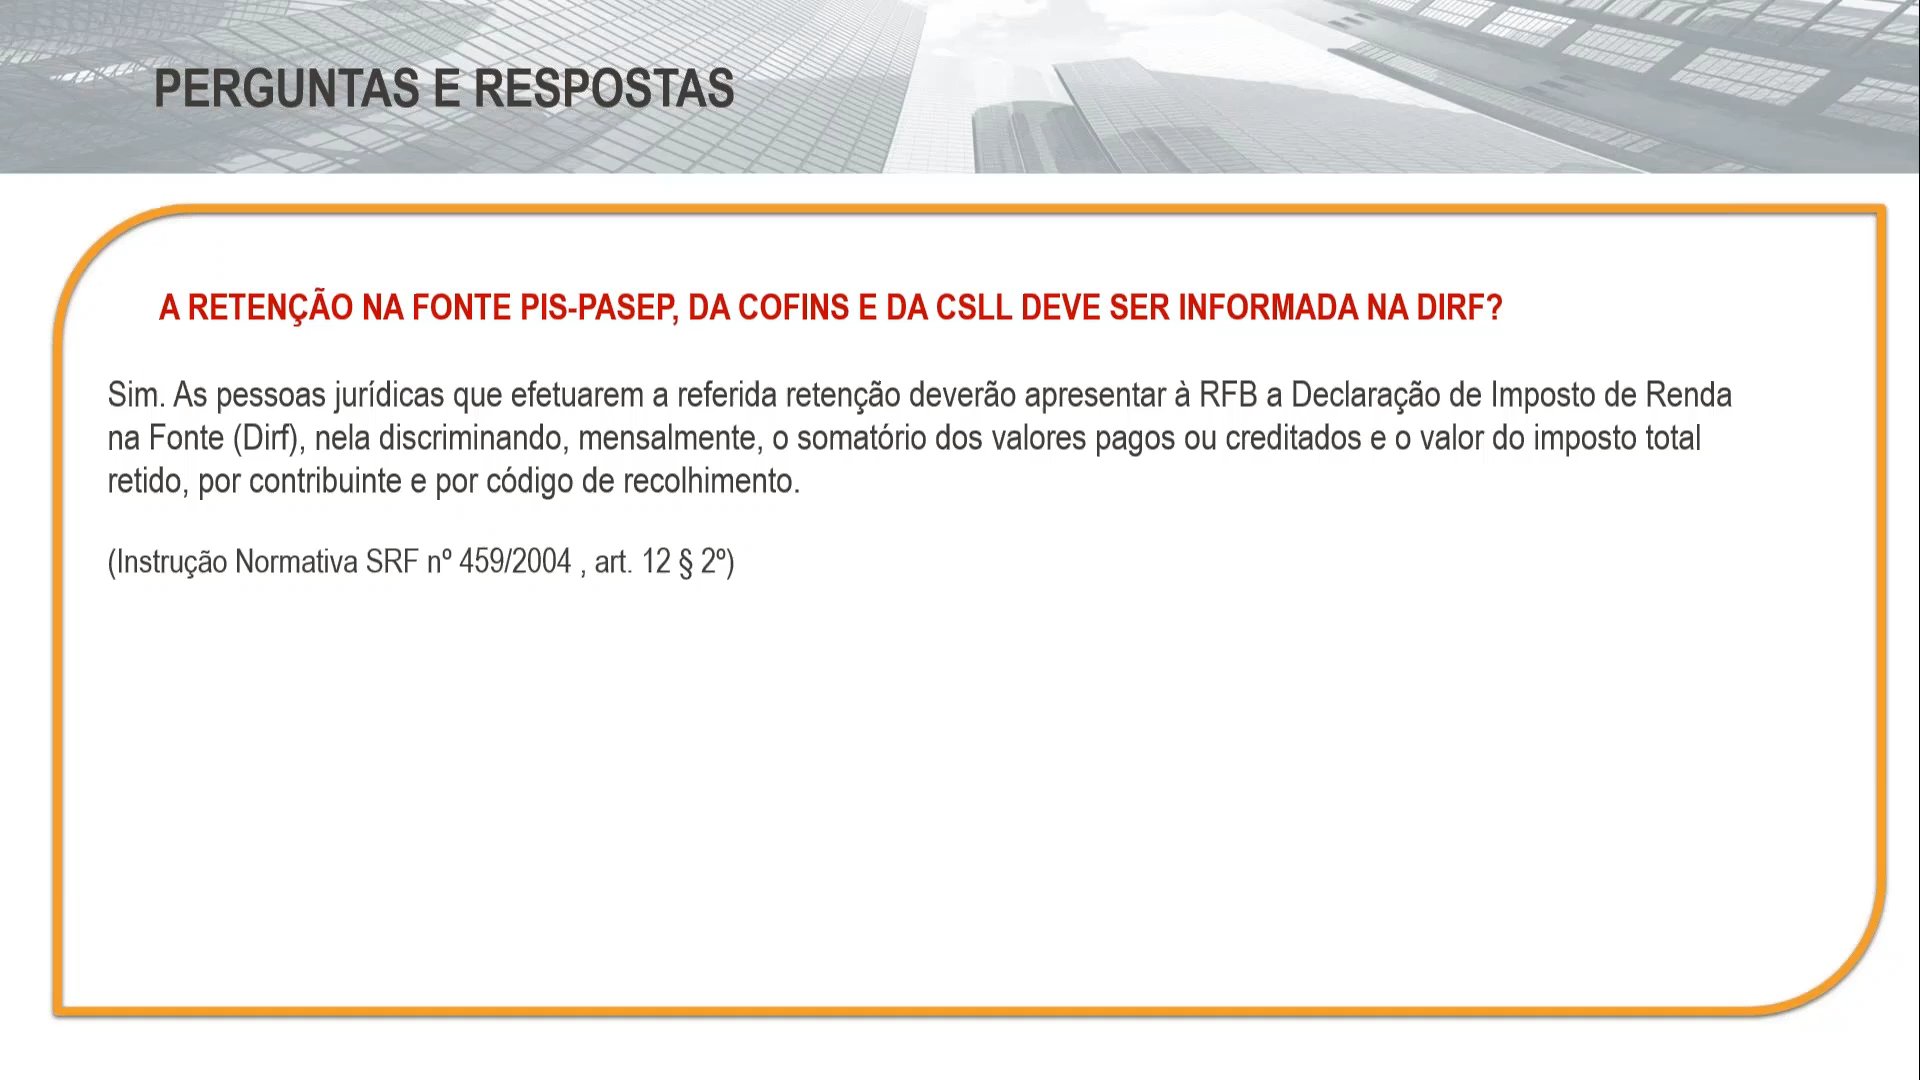 PERGUNTAS E RESPOSTAS
A RETENÇÃO NA FONTE PIS-PASEP, DA COFINS E DA CSLL DEVE SER INFORMADA NA DIRF?
Sim. As pessoas jurídicas que efetuarem a referida retenção deverão apresentar à RFB a Declaração de Imposto de Renda
na Fonte (Dirf), nela discriminando, mensalmente, o somatório dos valores pagos ou creditados e o valor do imposto total
retido, por contribuinte e por código de recolhimento.
(Instrução Normativa SRF nº 459/2004 , art. 12 § 2º)